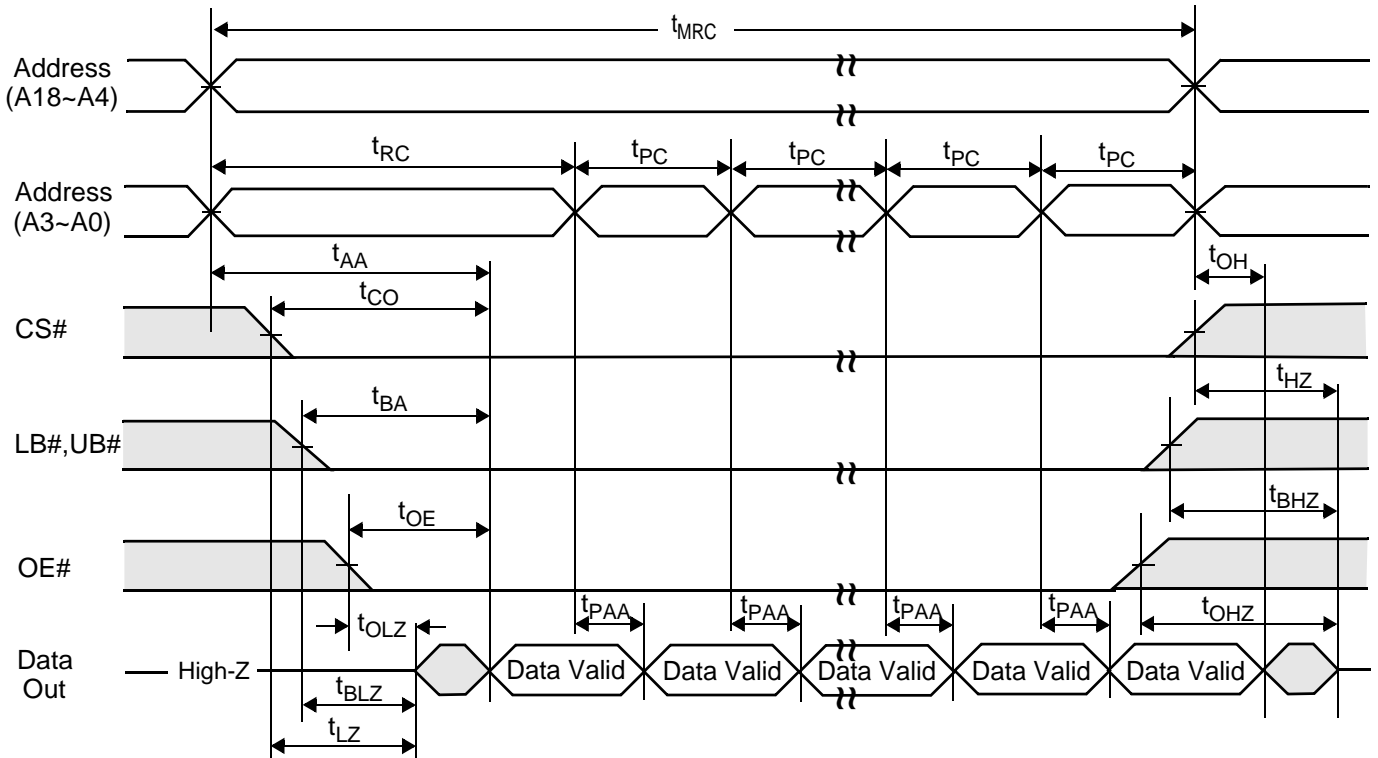 tMRC
Address
(A18~A4)
tRC tPC tPC tPC tPC
Address
(A3~A0)
tAA tOH
tCO
CS#
tHZ
tBA
LB#,UB#
tBHZ
tOE
OE#
tOLZ tPAA tPAA tPAA tPAA tOHZ
Data
Out
High-Z Data Valid Data Valid Data Valid Data Valid Data Valid
tBLZ
tLZ